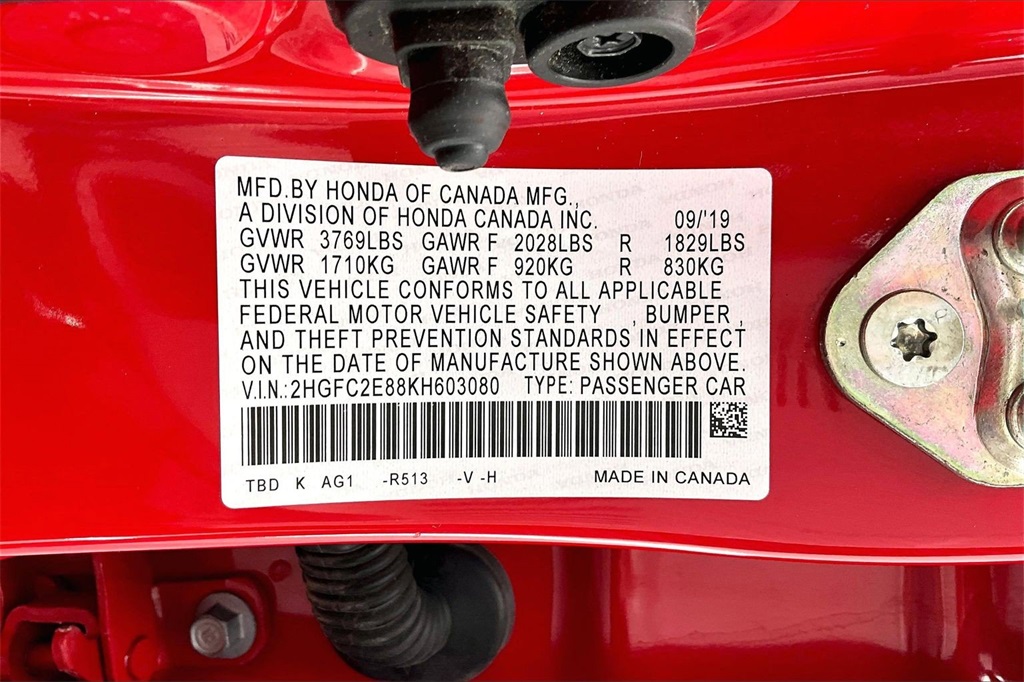 MFD.BY HONDA OF CANADA MFG.,
A DIVISION OF HONDA CANADA INC. 09/'19
GVWR 3769LBS GAWR F 2028LBS R 1829LBS
GVWR 1710KG GAWR F 920KG R 830KG
THIS VEHICLE CONFORMS TO ALL APPLICABLE
FEDERAL MOTOR VEHICLE SAFETY , BUMPER ,
AND THEFT PREVENTION STANDARDS IN EFFECT
ON THE DATE OF MANUFACTURE SHOWN ABOVE.
V.I.N.:2HGFC2E88KH603080 TYPE: PASSENGER CAR
TBD K AG1 -R513 -V -H MADE IN CANADA